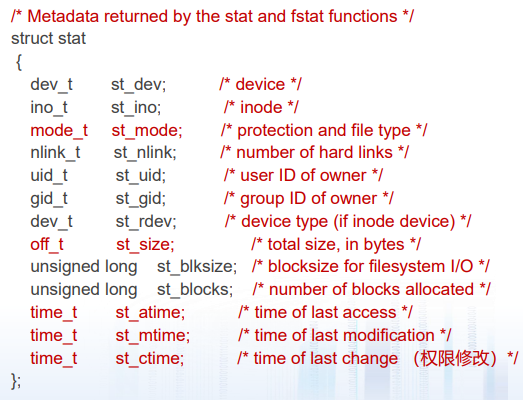 /* Metadata returned by the stat and fstat functions */
struct stat
{
dev_t st_dev; /* device */
ino_t st_ino; /* inode */
mode_t st_mode; /* protection and file type */
nlink_t st_nlink; /* number of hard links */
uid_t st_uid; /* user ID of owner */
gid_t st_gid; /* group ID of owner */
dev_t st_rdev; /* device type (if inode device) */
off_t st_size; /* total size, in bytes */
unsigned long st_blksize; /* blocksize for filesystem I/O */
unsigned long st_blocks; /* number of blocks allocated */
time_t st_atime; /* time of last access */
time_t st_mtime; /* time of last modification */
time_t st_ctime; /* time of last change （权限修改）*/
};